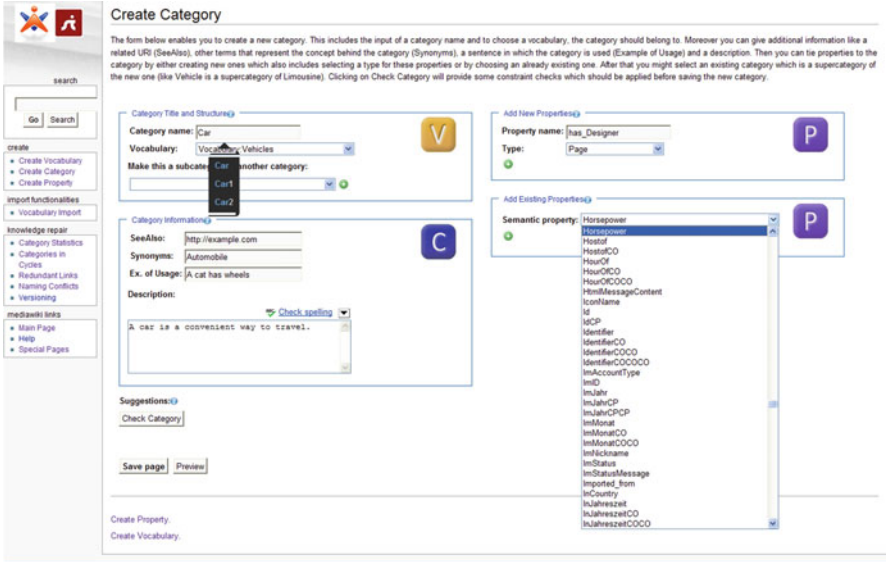 Create Category
The form below enables you to create a new category. This includes the input of a category name and to choose a vocabulary, the category should belong to. Moreover you can give additional information like a
related URI (SeeAlso), other terms that represent the concept behind the category (Synonyms), a sentence in which the category is used (Example of Usage) and a description. Then you can tie properties to the
category by either creating new ones which also includes selecting a type for these properties or by choosing an already existing one. After that you might select an existing category which is a supercategory of
the new one (like Vehicle is a supercategory of Limousine). Clicking on Check Category will provide some constraint checks which should be applied before saving the new category.
search
Go Search
create
Create Vocabulary
Create Category
Create Property
import functionalities
Vocabulary Import
knowledge repair
Category Statistics
Categories in
Cycles
Redundant Links
Naming Conflicts
Versioning
mediawiki links
Main Page
Help
Special Pages
Category Title and Structure
Category name: Car
Vocabulary: Vocabulary:Vehicles
Make this a subcateg another category:
Car
Car1
Car2
V
Category Information
SeeAlso: http://example.com
Synonyms: Automobile
Ex. of Usage: A cat has wheels
C
Description:
Check spelling
A car is a convenient way to travel.
Suggestions:
Check Category
Save page Preview
Create Property.
Create Vocabulary.
Add New Properties
Property name: has_Designer
Type: Page
P
Add Existing Properties
Semantic property: Horsepower
P
Horsepower
Hostof
HostofCO
HourOf
HourOfCO
HourOfCOCO
HtmlMessageContent
IconName
Id
IdCP
Identifier
IdentifierCO
IdentifierCOCO
IdentifierCOCOCO
ImAccountType
ImID
ImJahr
ImJahrCP
ImJahrCPCP
ImMonat
ImMonatCO
ImMonatCOCO
ImNickname
ImStatus
ImStatusMessage
Imported_from
InCountry
InJahreszeit
InJahreszeitCO
InJahreszeitCOCO